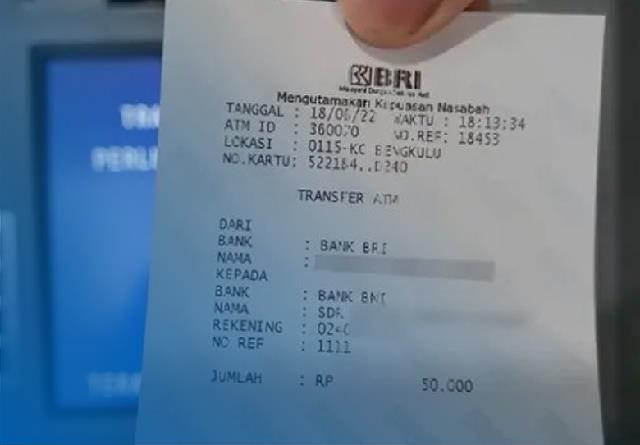 BRI
Mengutamakan Kepuasan Nasabah
TANGGAL : 18/06/22 WAKTU : 18:13:34
ATM ID : 360070 NO.REF: 18453
LOKASI : 0115-KC BENGKULU
NO.KARTU: 522184..0240
TRANSFER ATM
DARI
BANK : BANK BRI
NAMA :
KEPADA
BANK : BANK BNI
NAMA : SDR
REKENING : 024
NO REF : 1111
JUMLAH : RP 50.000